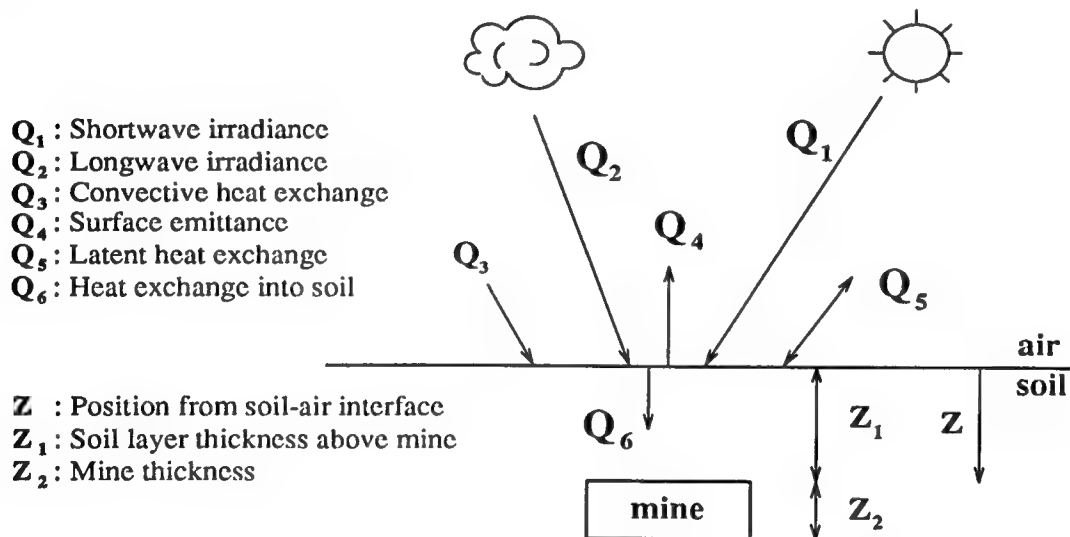 Q₁ : Shortwave irradiance
Q₂ : Longwave irradiance
Q₃ : Convective heat exchange
Q₄ : Surface emittance
Q₅ : Latent heat exchange
Q₆ : Heat exchange into soil
Z : Position from soil-air interface
Z₁ : Soil layer thickness above mine
Z₂ : Mine thickness
Q₁
Q₂
Q₄
Q₃
Q₅
air
soil
Q₆
Z₁
Z
mine
Z₂